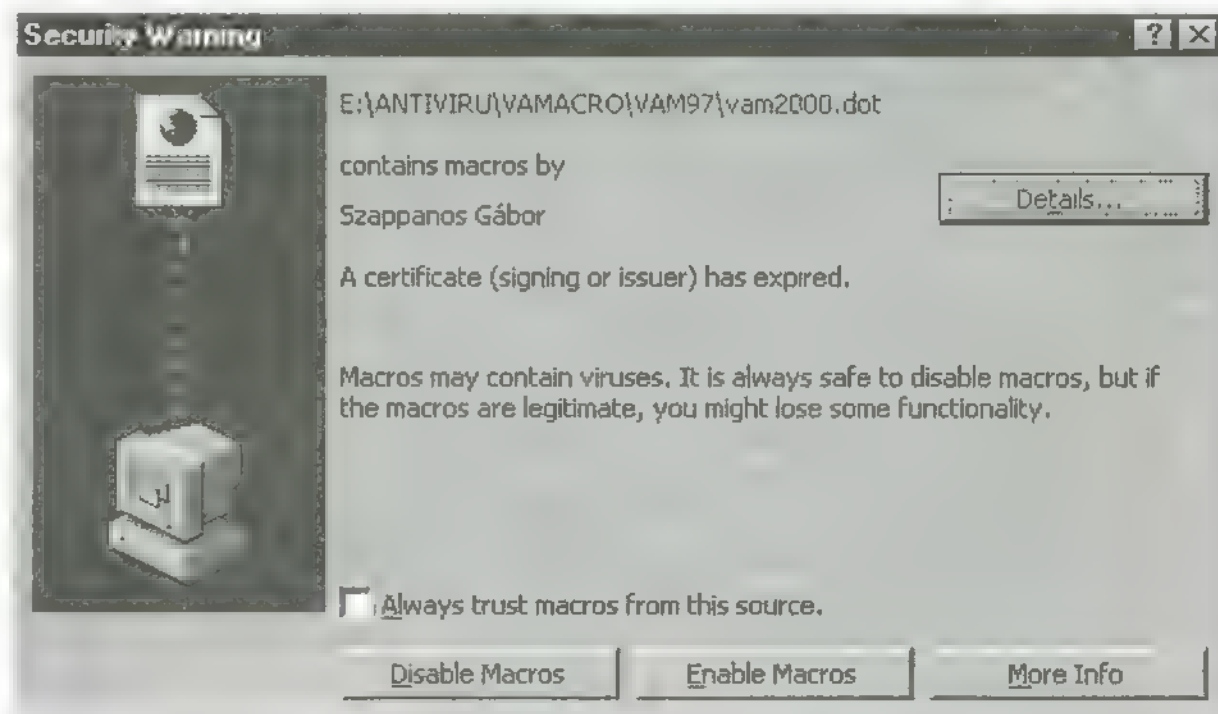 Security Warning
E:\ANTIVIRU\VAMACRO\VAM97\vam2000.dot
contains macros by
Details...
Szappanos Gábor
A certificate (signing or issuer) has expired.
Macros may contain viruses. It is always safe to disable macros, but if
the macros are legitimate, you might lose some functionality.
Always trust macros from this source.
Disable Macros
Enable Macros
More Info